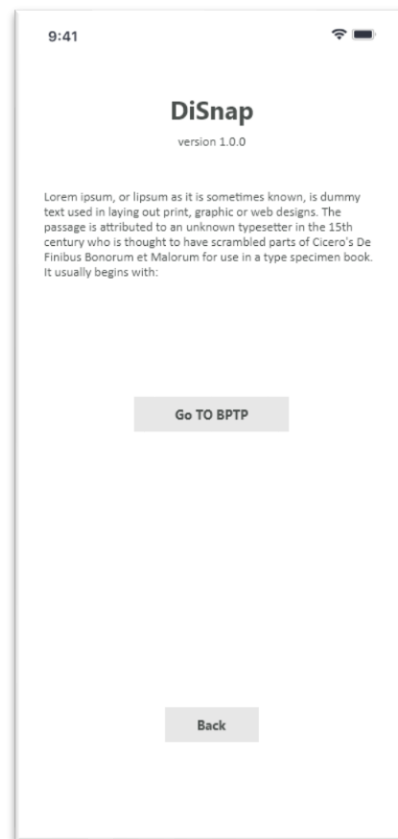 9:41
DiSnap
version 1.0.0
Lorem ipsum, or lipsum as it is sometimes known, is dummy
text used in laying out print, graphic or web designs. The
passage is attributed to an unknown typesetter in the 15th
century who is thought to have scrambled parts of Cicero's De
Finibus Bonorum et Malorum for use in a type specimen book.
It usually begins with:
Go TO BPTP
Back